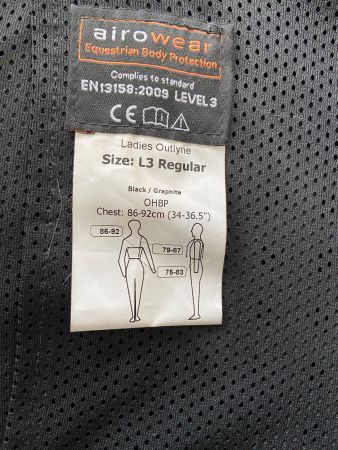 airowear
Equestrian Body Protection
Complies to standard
EN13158:2009 LEVEL 3
CE
Ladies Outlyne
Size: L3 Regular
Black / Graphite
OHBP
Chest: 86-92cm (34-36.5")
86-92
79-87
75-83